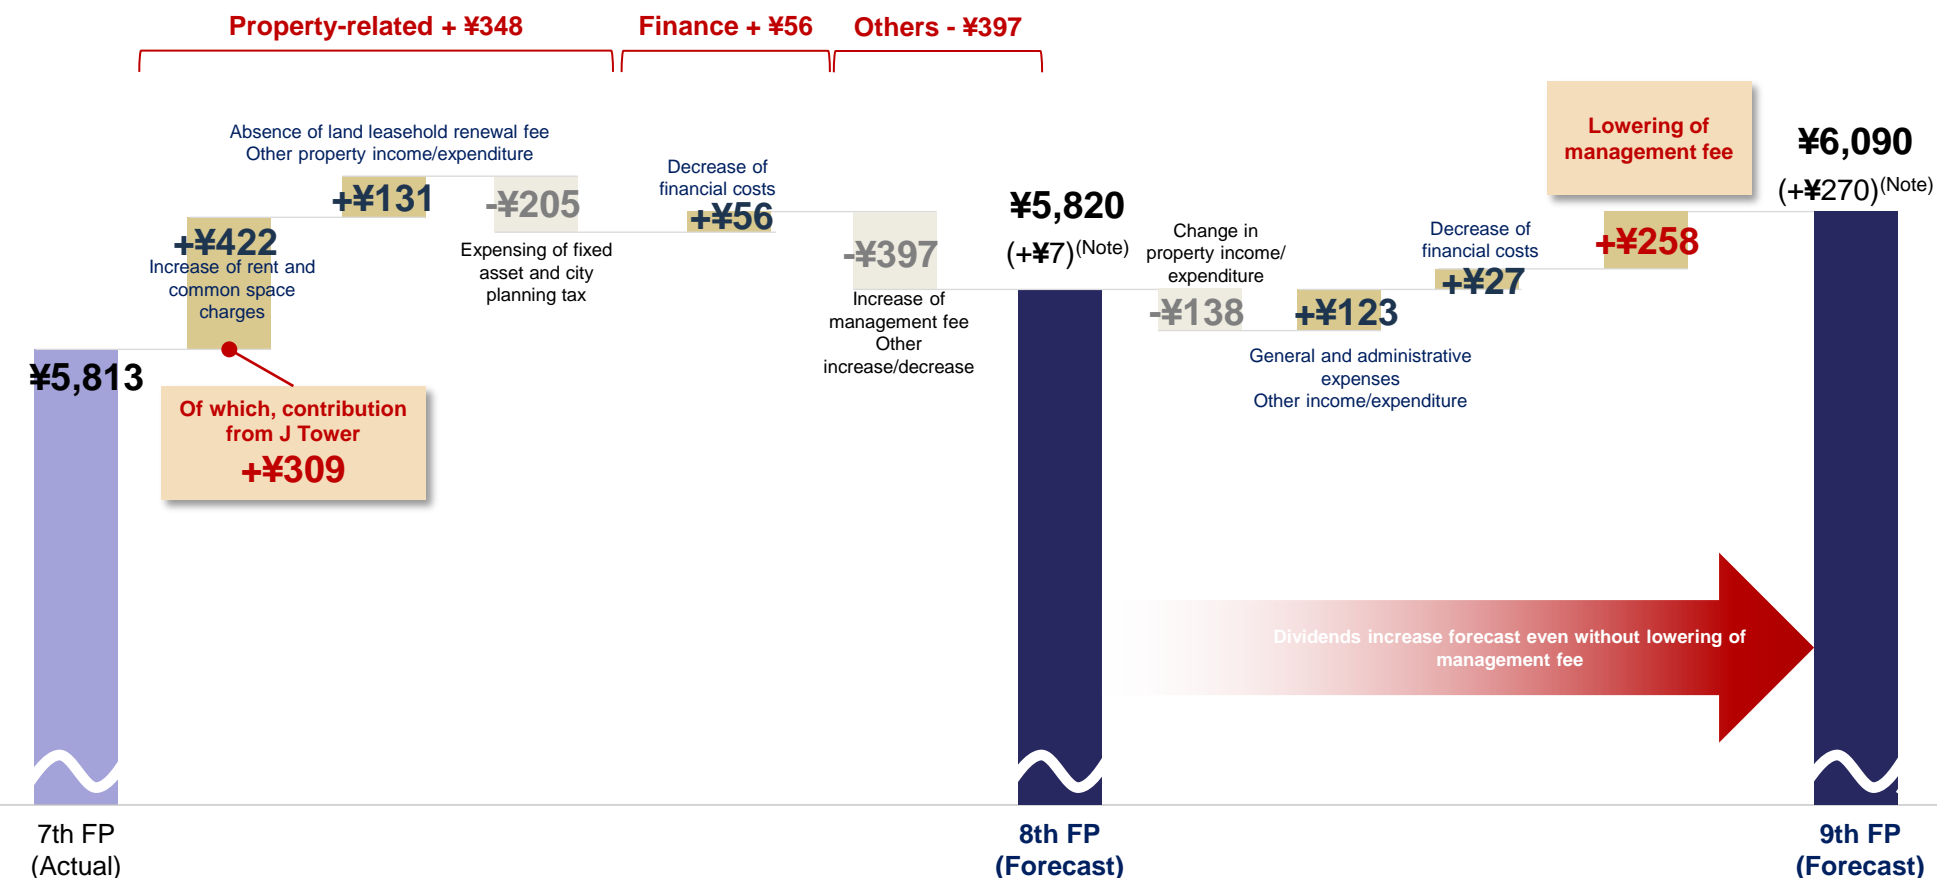 Property-related + ¥348
Finance + ¥56
Others - ¥397
Absence of land leasehold renewal fee
Other property income/expenditure
+¥131
+¥422
Increase of rent and
common space
charges
-¥205
Expensing of fixed
asset and city
planning tax
Decrease of
financial costs
+¥56
-¥397
Increase of
management fee
Other
increase/decrease
¥5,813
Of which, contribution
from J Tower
+¥309
¥5,820
(+¥7)(Note)
Change in
property income/
expenditure
-¥138
+¥123
General and administrative
expenses
Other income/expenditure
Decrease of
financial costs
+¥27
Lowering of
management fee
+¥258
¥6,090
(+¥270)(Note)
Dividends increase forecast even without lowering of
management fee
7th FP
(Actual)
8th FP
(Forecast)
9th FP
(Forecast)